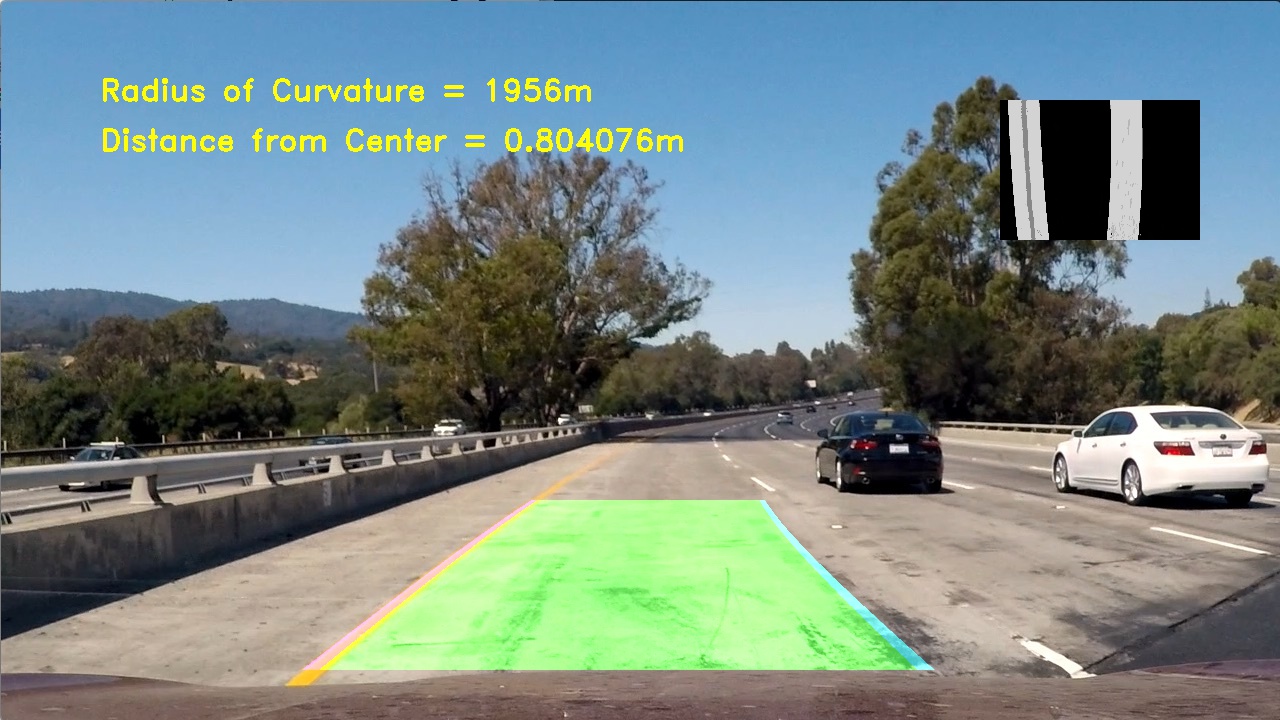 Radius of Curvature = 1956m
Distance from Center = 0.804076m